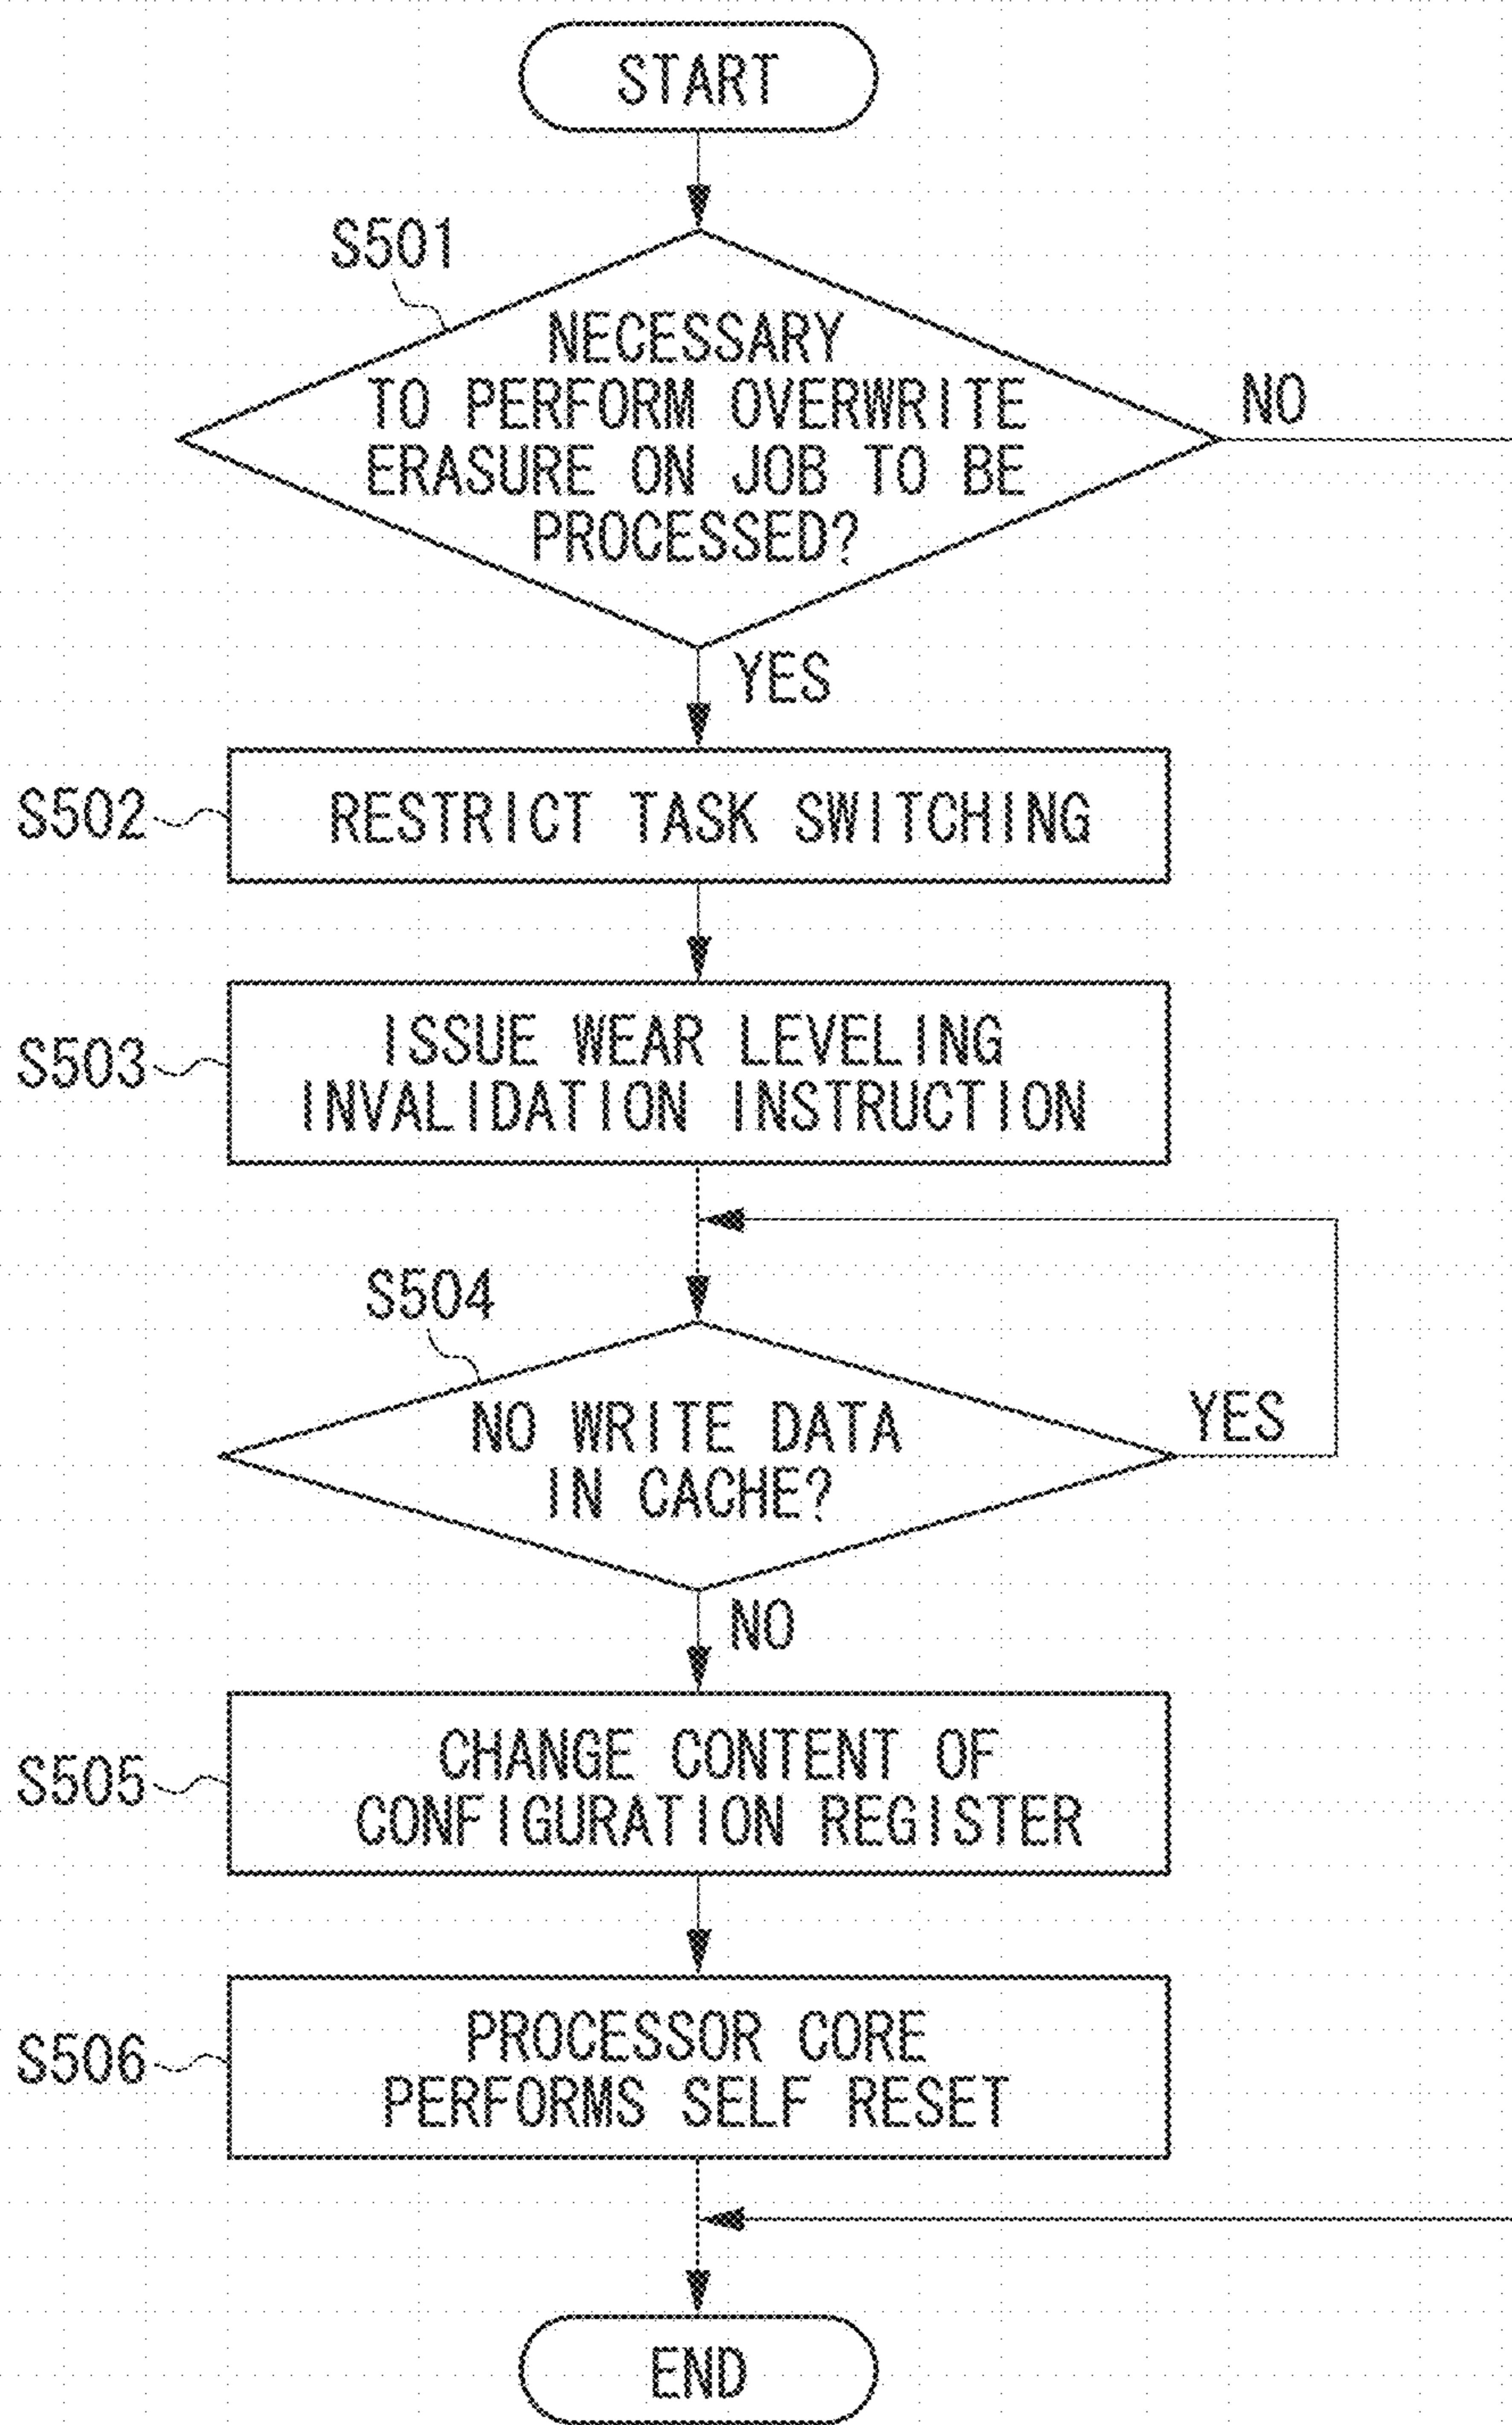 START
S501
NECESSARY
TO PERFORM OVERWRITE
ERASURE ON JOB TO BE
PROCESSED?
NO
YES
S502
RESTRICT TASK SWITCHING
S503
ISSUE WEAR LEVELING
INVALIDATION INSTRUCTION
S504
NO WRITE DATA
IN CACHE?
YES
NO
S505
CHANGE CONTENT OF
CONFIGURATION REGISTER
S506
PROCESSOR CORE
PERFORMS SELF RESET
END